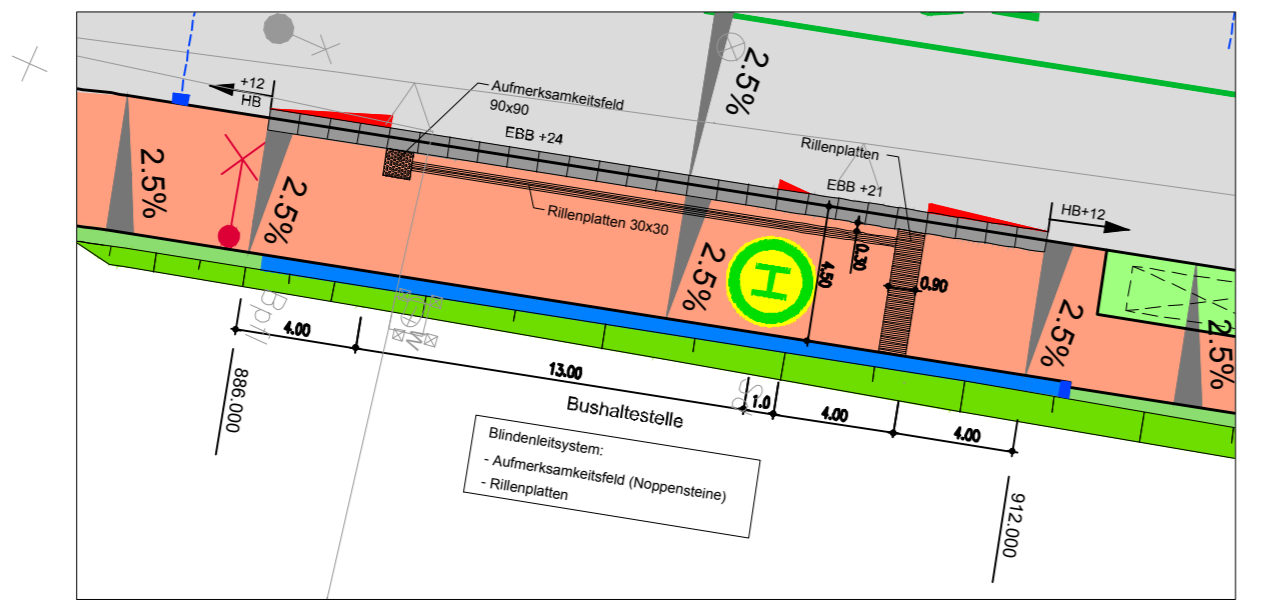 +12
HB
Aufmerksamkeitsfeld
90x90
EBB +24
2.5%
Rillenplatten
EBB +21
HB+12
2.5%
2.5%
Rillenplatten 30x30
2.5%
H
4.50
0.30
0.90
2.5%
2.5%
4.00
13.00
1.0
4.00
4.00
886.000
Bushaltestelle
912.000
Blindenleitsystem:
- Aufmerksamkeitsfeld (Noppensteine)
- Rillenplatten